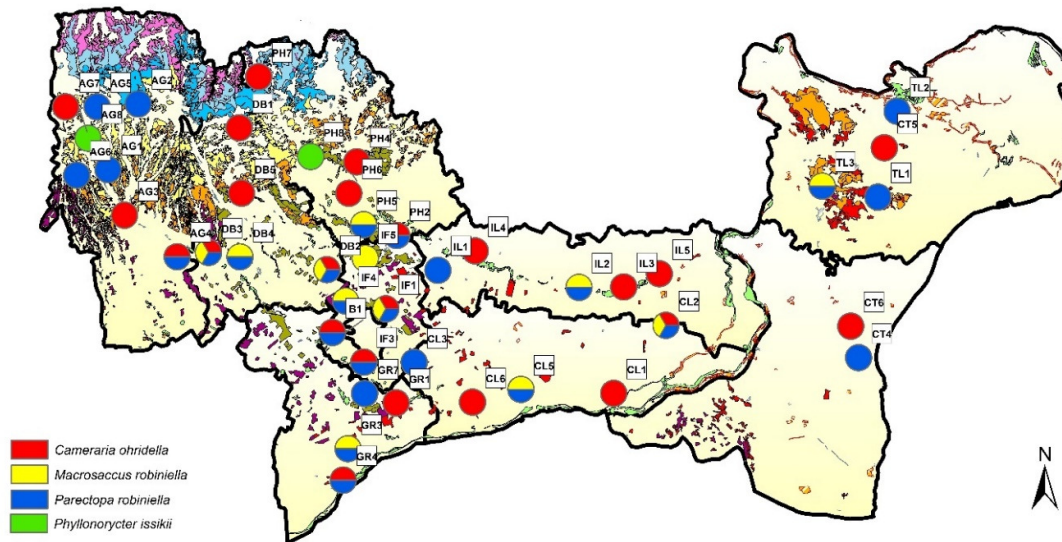 PH7
AG7
AG5
AG2
TL2
DB1
AG8
PH8
PH4
CT5
AG6
AG1
PH6
TL3
DB5
TL1
AG3
PH5
PH2
AG4
DB3
DB4
DB2
IF5
IL1
IL4
IL2
IL3
IL5
IF4
IF1
CL2
B1
CT6
IF3
CL3
CT4
GR7
GR1
CL6
CL5
CL1
GR3
GR4
Cameraria ohridella
Macrosaccus robiniella
Parectopa robiniella
Phyllonorycter issikii
N